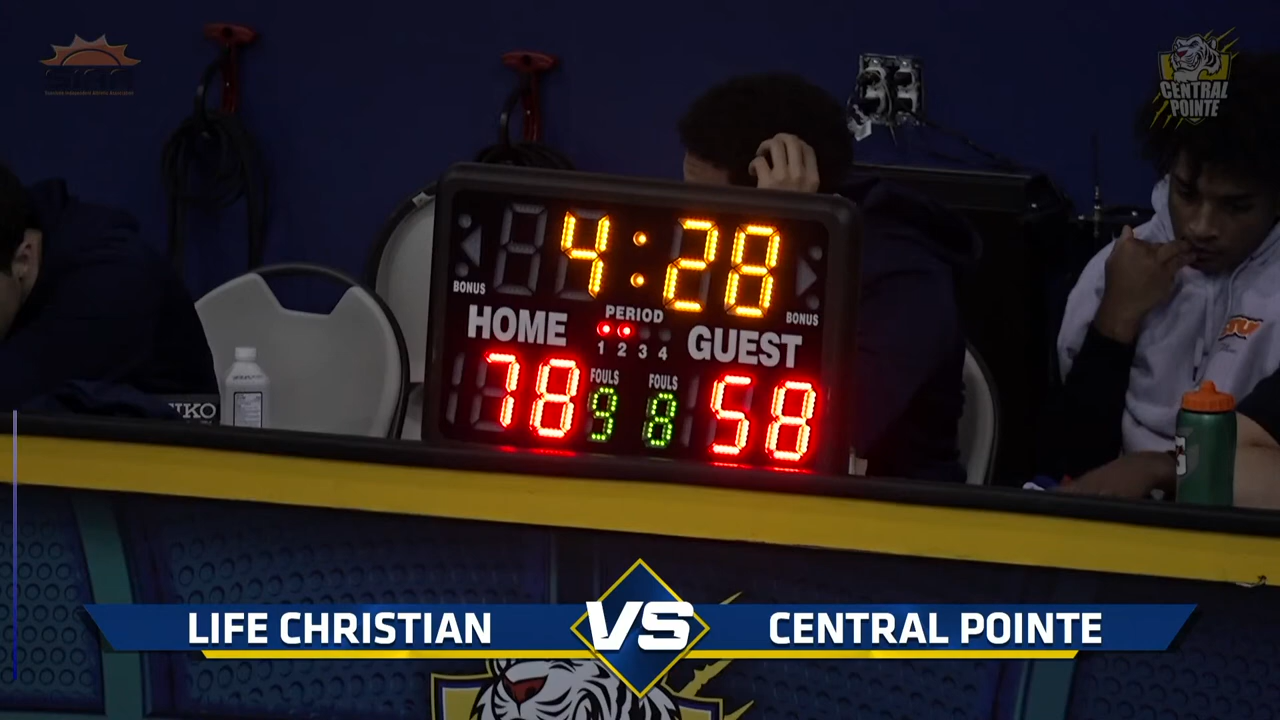 CENTRAL
POINTE
4:28
BONUS
BONUS
PERIOD
HOME
GUEST
1 2 3 4
FOULS
FOULS
78
9
8
58
LIFE CHRISTIAN
VS
CENTRAL POINTE